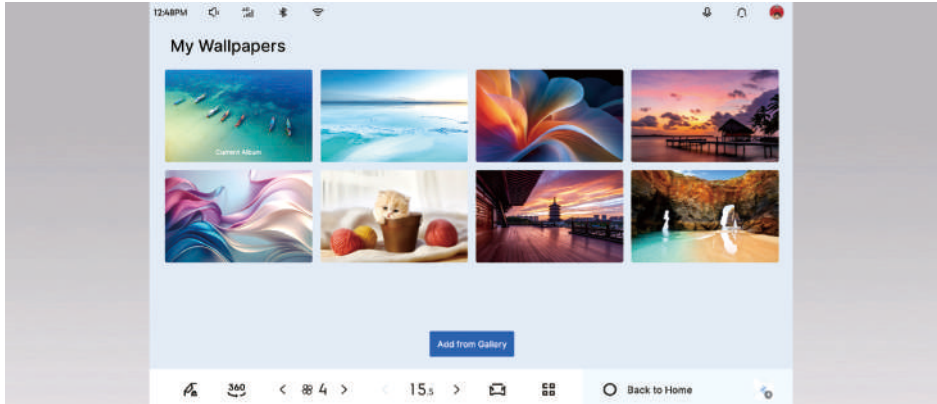 12:48PM
My Wallpapers
Current Album
Add from Gallery
360
4
15.5
Back to Home